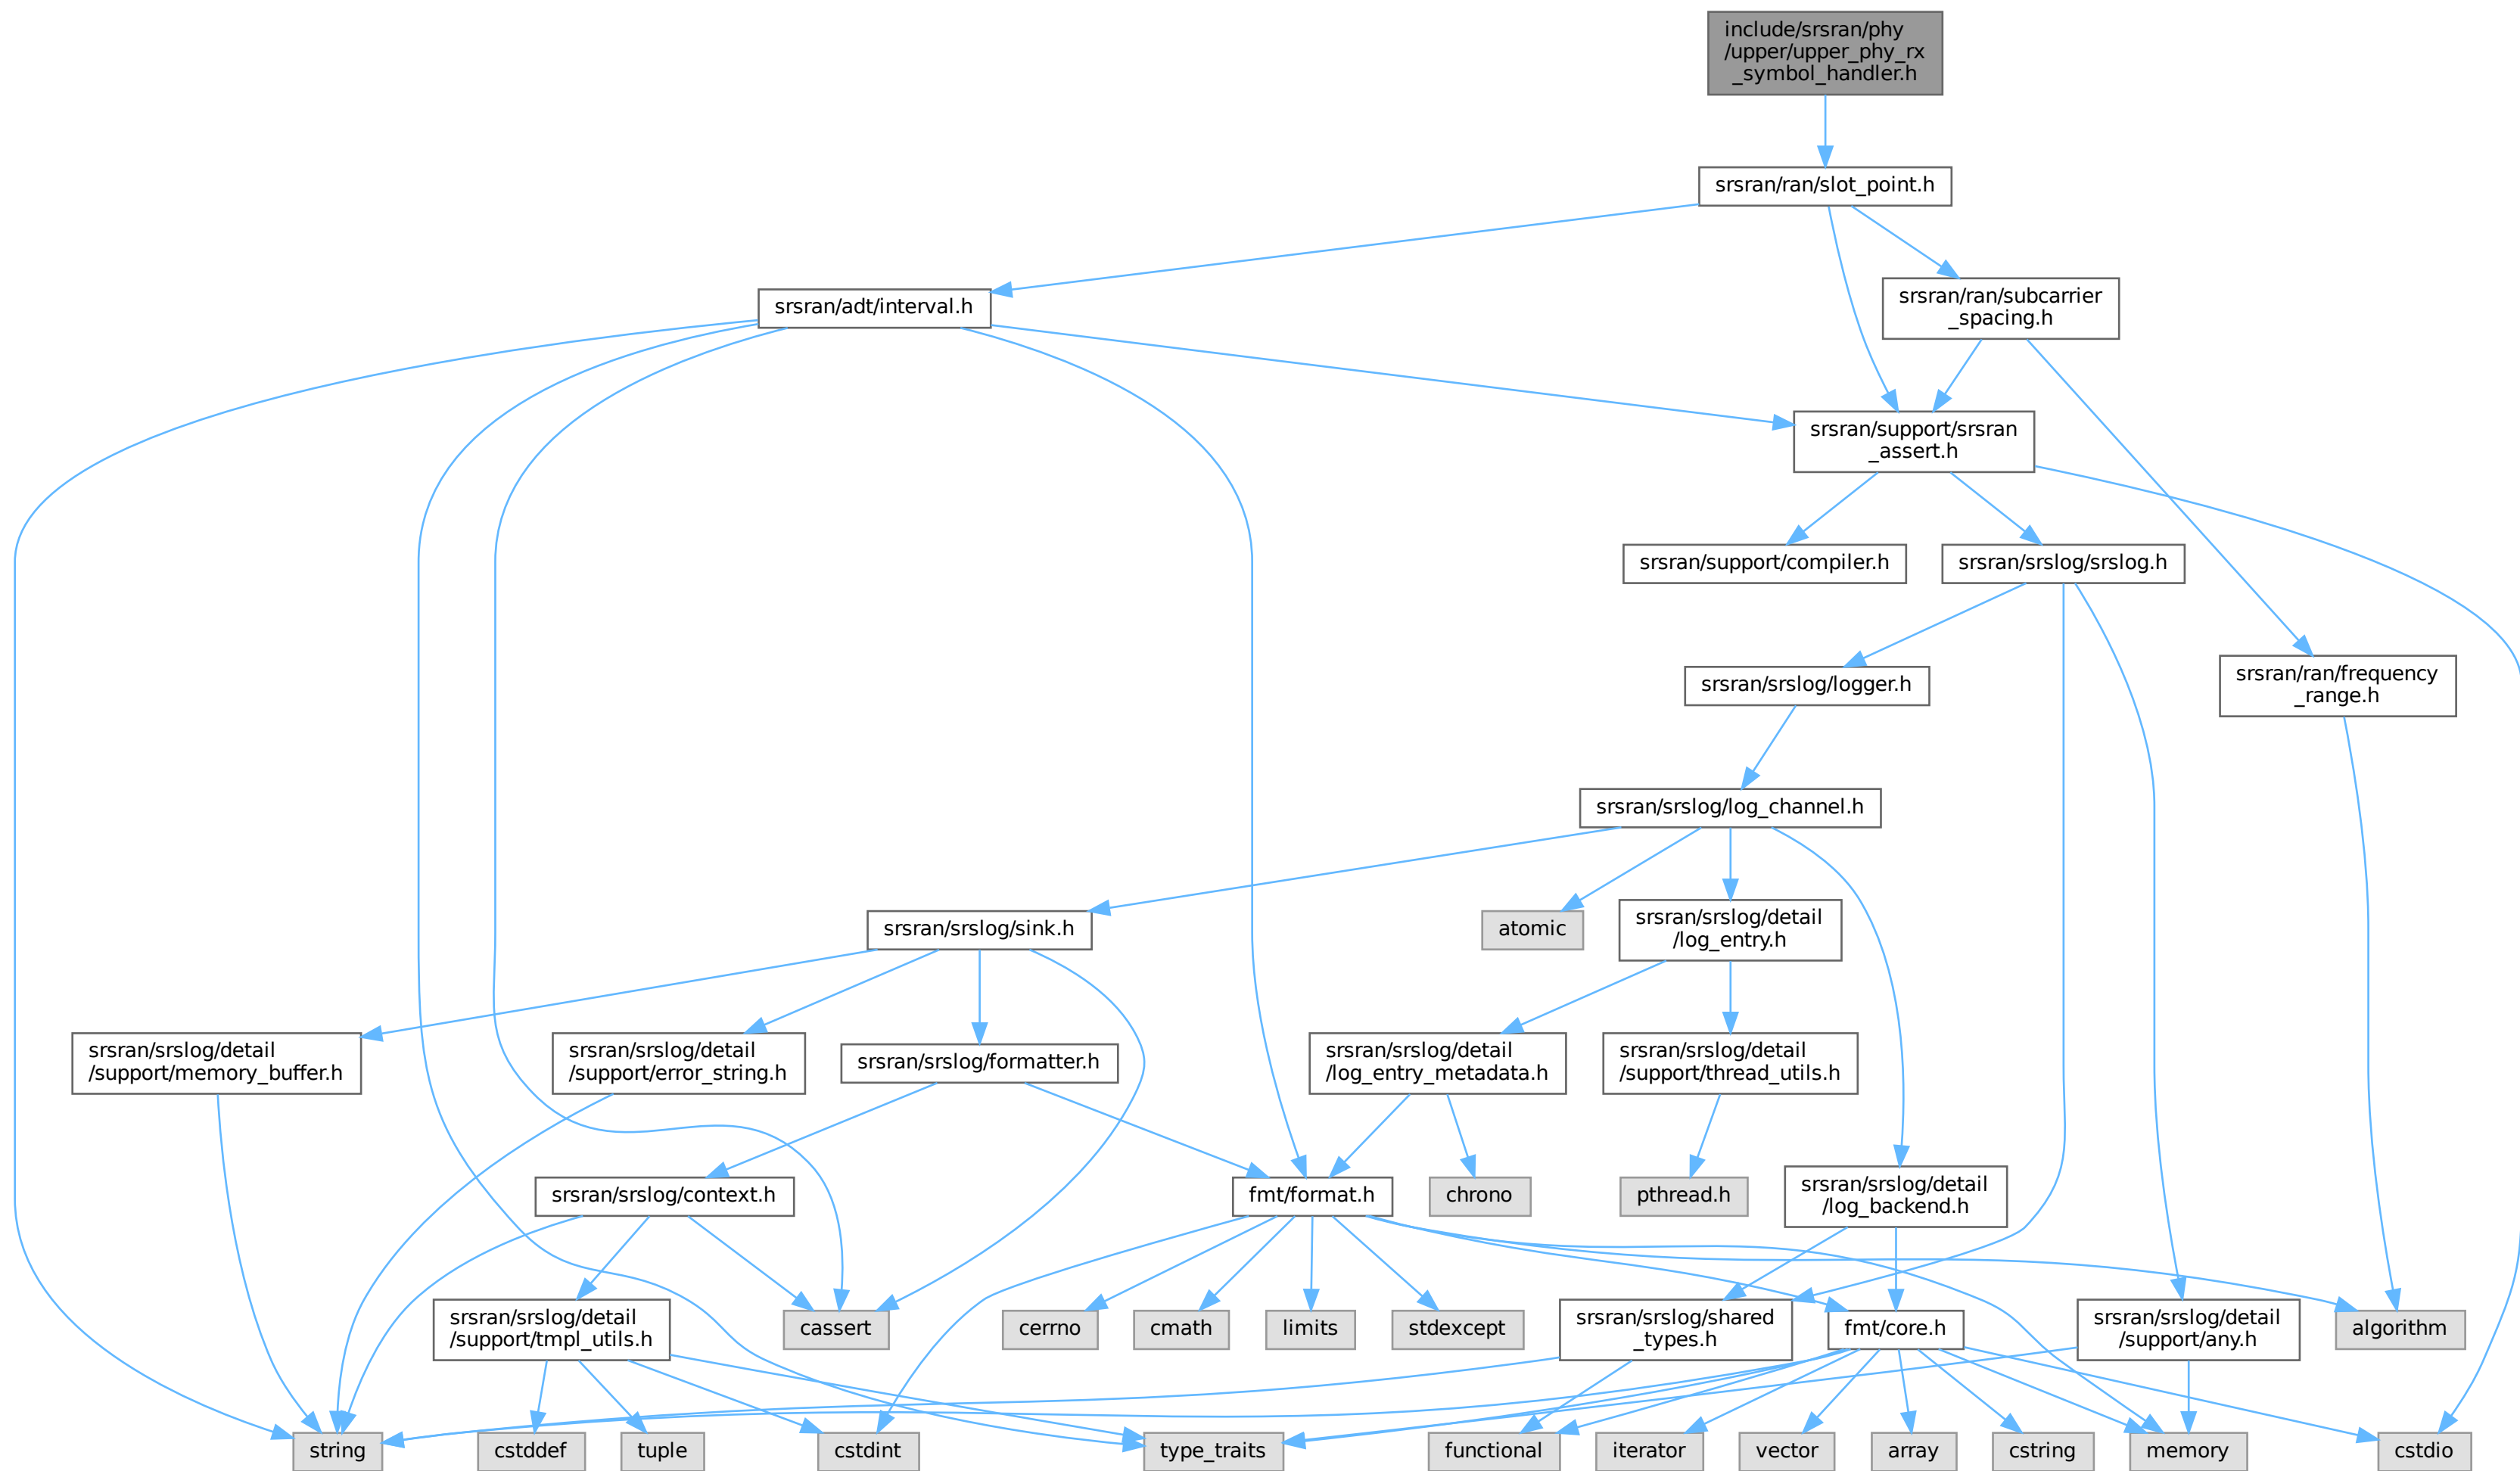 include/srsran/phy
/upper/upper_phy_rx
_symbol_handler.h
srsran/ran/slot_point.h
srsran/adt/interval.h
srsran/ran/subcarrier
_spacing.h
srsran/support/srsran
_assert.h
srsran/support/compiler.h
srsran/srslog/srslog.h
srsran/srslog/logger.h
srsran/ran/frequency
_range.h
srsran/srslog/log_channel.h
srsran/srslog/sink.h
atomic
srsran/srslog/detail
/log_entry.h
srsran/srslog/detail
/support/memory_buffer.h
srsran/srslog/detail
/support/error_string.h
srsran/srslog/formatter.h
srsran/srslog/detail
/log_entry_metadata.h
srsran/srslog/detail
/support/thread_utils.h
srsran/srslog/context.h
fmt/format.h
chrono
pthread.h
srsran/srslog/detail
/log_backend.h
srsran/srslog/detail
/support/tmpl_utils.h
cassert
cerrno
cmath
limits
stdexcept
srsran/srslog/shared
_types.h
fmt/core.h
srsran/srslog/detail
/support/any.h
algorithm
string
cstddef
tuple
cstdint
type_traits
functional
iterator
vector
array
cstring
memory
cstdio